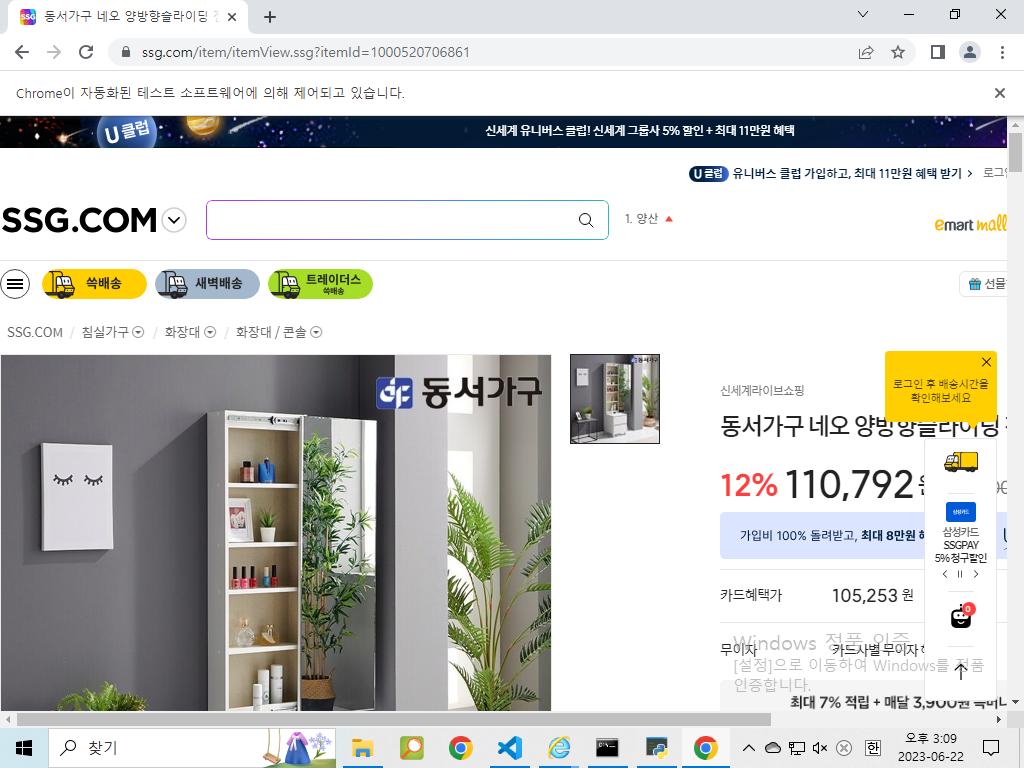 동서가구 네오 양방향슬라이딩
ssg.com/item/itemView.ssg?itemId=1000520706861
Chrome이 자동화된 테스트 소프트웨어에 의해 제어되고 있습니다.
U 클럽
신세계 유니버스 클럽! 신세계 그룹사 5% 할인 + 최대 11만원 혜택
U 클럽 유니버스 클럽 가입하고, 최대 11만원 혜택 받기 >
SSG.COM
1. 양산
emart mall
쓱배송
새벽배송
트레이더스
쓱배송
선물
SSG.COM / 침실가구 / 화장대 / 화장대 / 콘솔
동서가구
로그인 후 배송시간을
확인해보세요
신세계라이브쇼핑
동서가구 네오 양방향슬라이딩
12% 110,792
가입비 100% 돌려받고, 최대 8만원
삼성카드
삼성카드
SSGPAY
5% 청구할인
카드혜택가 105,253 원
0
무이자 카드사별 무이자
Windows 정품 인증
[설정]으로 이동하여 Windows를 정품
인증합니다.
최대 7% 적립 + 매달 3,900원
찾기
한
오후 3:09
2023-06-22